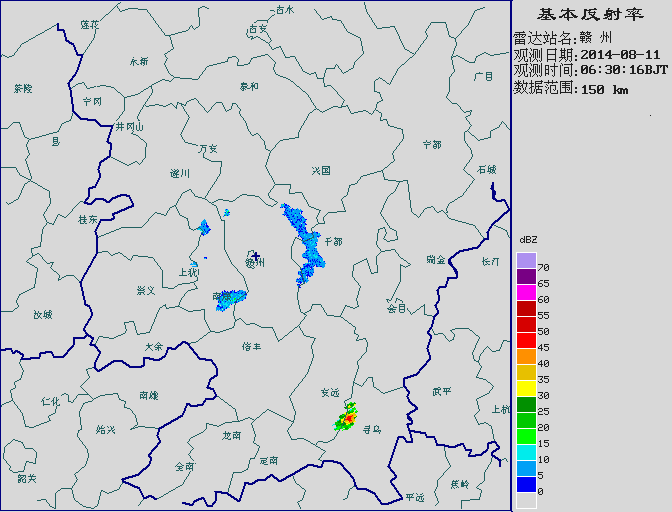 基本反射率
雷达站名:赣 州
观测日期:2014-08-11
观测时间:06:30:16BJT
数据范围:150 km
吉水
莲花
吉安
永新
广昌
茶陵
泰和
宁冈
井冈山
宁都
万安
兴国
遂川
石城
桂东
于都
赣州
瑞金
长汀
上犹
崇义
南康
会昌
汝城
大余
信丰
安远
武平
仁化
南雄
上杭
始兴
龙南
寻乌
全南
定南
韶关
蕉岭
平远
dBZ
70
65
60
55
50
45
40
35
30
25
20
15
10
5
0